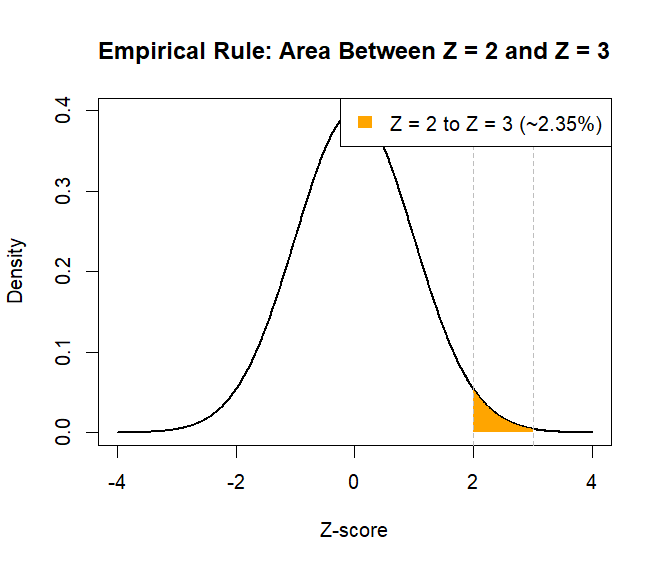 Empirical Rule: Area Between Z = 2 and Z = 3
Z = 2 to Z = 3 (~2.35%)
Density
0.4
0.3
0.2
0.1
0.0
-4 -2 0 2 4
Z-score